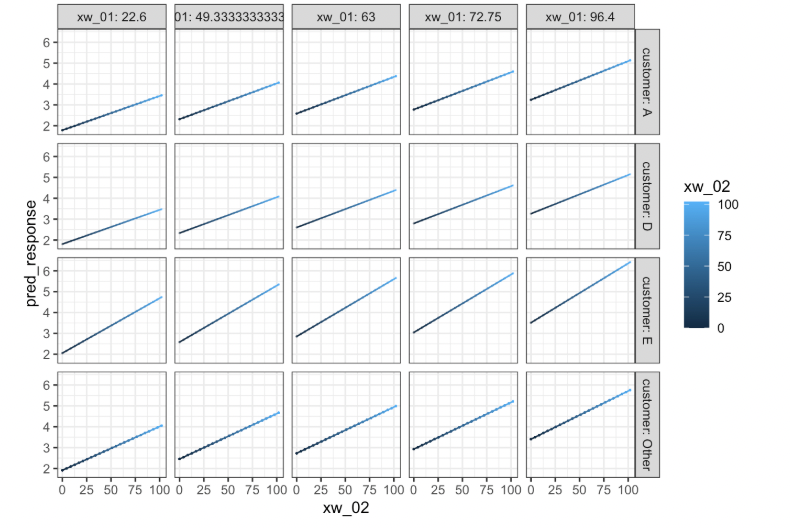 xw_01: 22.6
01: 49.3333333333
xw_01: 63
xw_01: 72.75
xw_01: 96.4
6
5
4
3
2
customer: A
6
5
4
3
2
customer: D
6
5
4
3
2
customer: E
6
5
4
3
2
customer: Other
pred_response
0 25 50 75 100
0 25 50 75 100
0 25 50 75 100
0 25 50 75 100
0 25 50 75 100
xw_02
xw_02
100
75
50
25
0